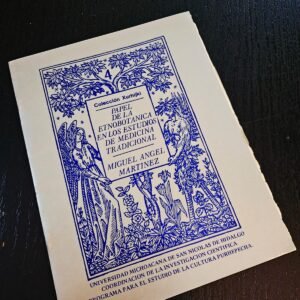 4
Colección Xurhijki
PAPEL
DE LA
ETNOBOTANICA
EN LOS ESTUDIOS
DE MEDICINA
TRADICIONAL
MIGUEL ANGEL
MARTINEZ
UNIVERSIDAD MICHOACANA DE SAN NICOLAS DE HIDALGO
COORDINACION DE LA INVESTIGACION CIENTIFICA
PROGRAMA PARA EL ESTUDIO DE LA CULTURA PURHEPECHA.